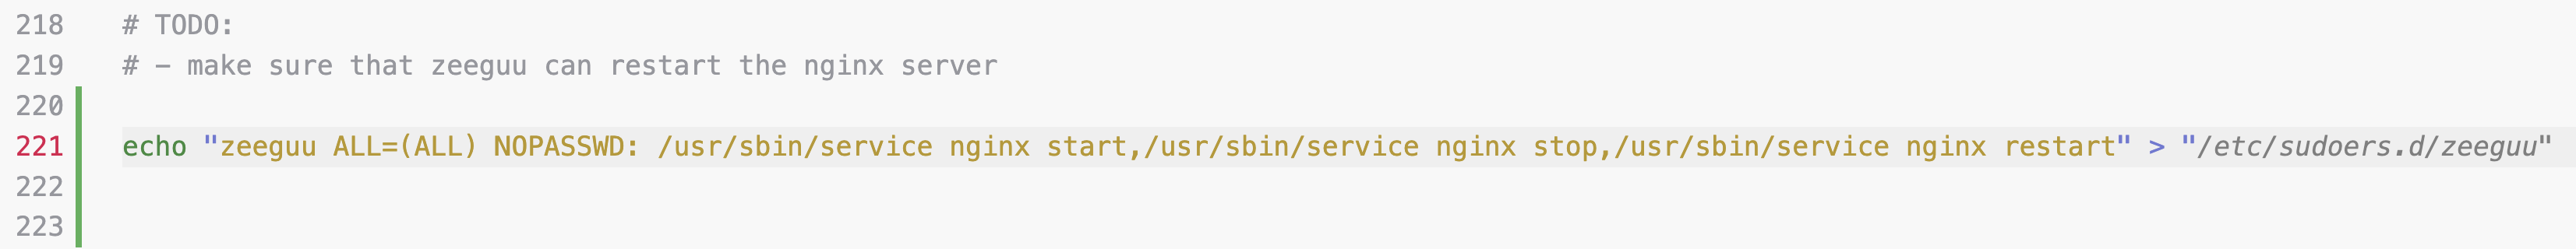 218 # TODO:
219 # - make sure that zeeguu can restart the nginx server
220
221 echo "zeeguu ALL=(ALL) NOPASSWD: /usr/sbin/service nginx start,/usr/sbin/service nginx stop,/usr/sbin/service nginx restart" > "/etc/sudoers.d/zeeguu"
222
223